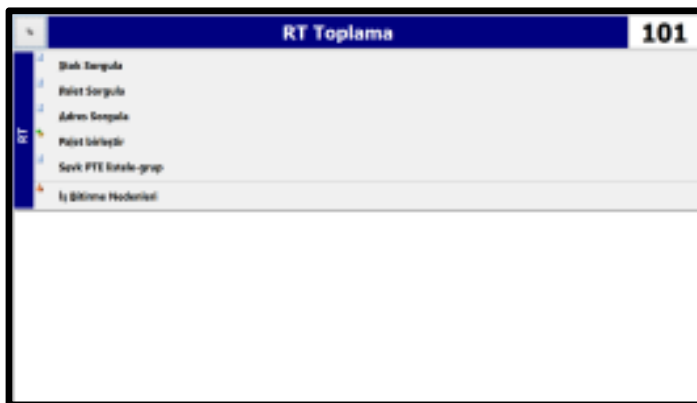 RT Toplama 101
RT
Stok Sorgula
Palet Sorgula
Adres Sorgula
Palet birleştir
Sevk PTE listele-grup
İş Bitirme Nedenleri